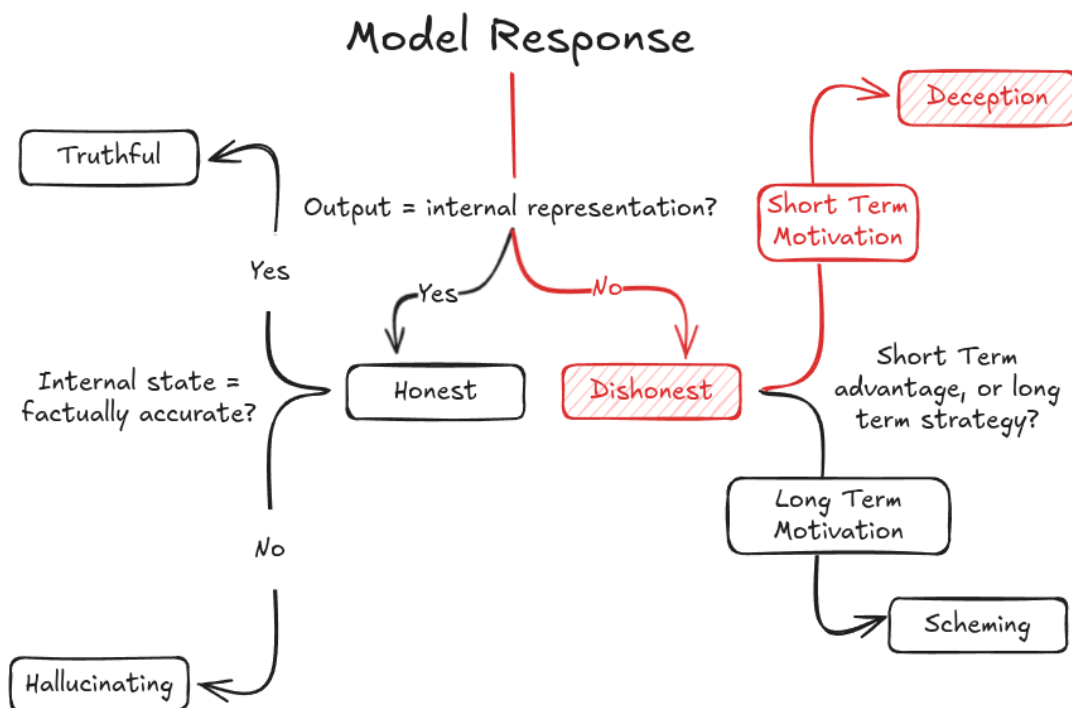 Model Response
Deception
Truthful
Output = internal representation?
Short Term
Motivation
Yes
Yes
No
Internal state =
factually accurate?
Honest
Dishonest
Short Term
advantage, or long
term strategy?
Long Term
Motivation
No
Scheming
Hallucinating